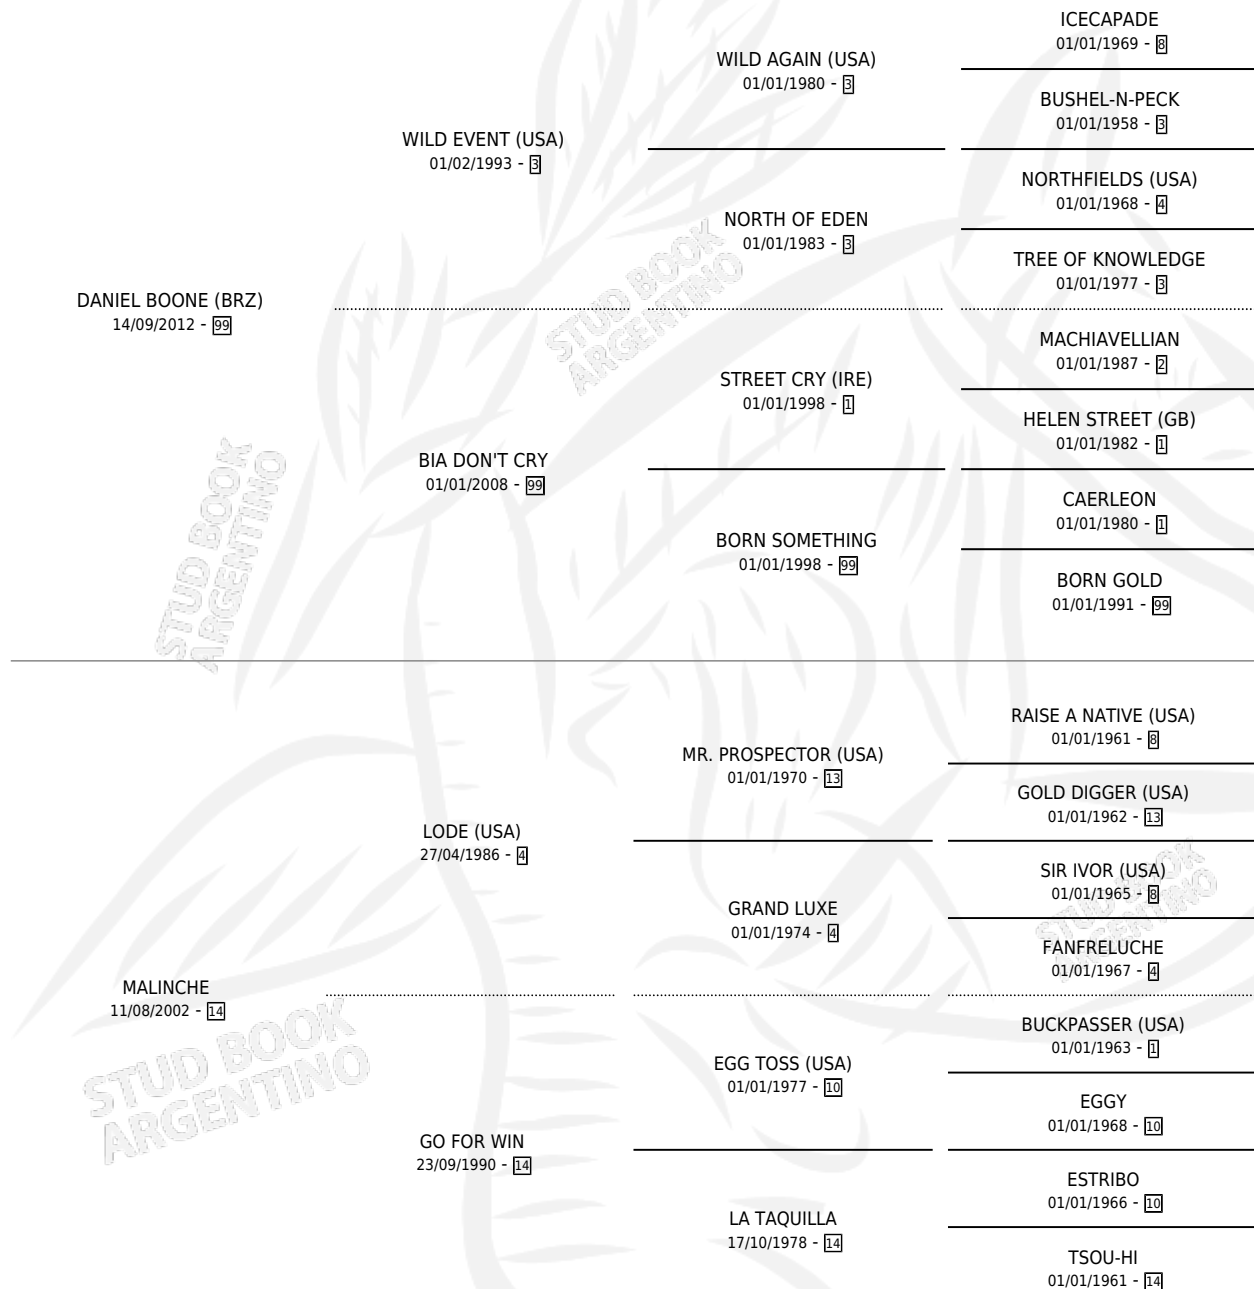 DANIEL BOONE (BRZ)
14/09/2012 - 99
WILD EVENT (USA)
01/02/1993 - 3
WILD AGAIN (USA)
01/01/1980 - 3
ICECAPADE
01/01/1969 - 8
BUSHEL-N-PECK
01/01/1958 - 3
NORTH OF EDEN
01/01/1983 - 3
NORTHFIELDS (USA)
01/01/1968 - 4
TREE OF KNOWLEDGE
01/01/1977 - 3
BIA DON'T CRY
01/01/2008 - 99
STREET CRY (IRE)
01/01/1998 - 1
MACHIAVELLIAN
01/01/1987 - 2
HELEN STREET (GB)
01/01/1982 - 1
BORN SOMETHING
01/01/1998 - 99
CAERLEON
01/01/1980 - 1
BORN GOLD
01/01/1991 - 99
MALINCHE
11/08/2002 - 14
LODE (USA)
27/04/1986 - 4
MR. PROSPECTOR (USA)
01/01/1970 - 13
RAISE A NATIVE (USA)
01/01/1961 - 8
GOLD DIGGER (USA)
01/01/1962 - 13
GRAND LUXE
01/01/1974 - 4
SIR IVOR (USA)
01/01/1965 - 8
FANFRELUCHE
01/01/1967 - 4
GO FOR WIN
23/09/1990 - 14
EGG TOSS (USA)
01/01/1977 - 10
BUCKPASSER (USA)
01/01/1963 - 1
EGGY
01/01/1968 - 10
LA TAQUILLA
17/10/1978 - 14
ESTRIBO
01/01/1966 - 10
TSOU-HI
01/01/1961 - 14
STUD BOOK
ARGENTINO
STUD BOOK
ARGENTINO
STUD BOOK
ARGENTINO
STUD BOOK
ARGENTINO